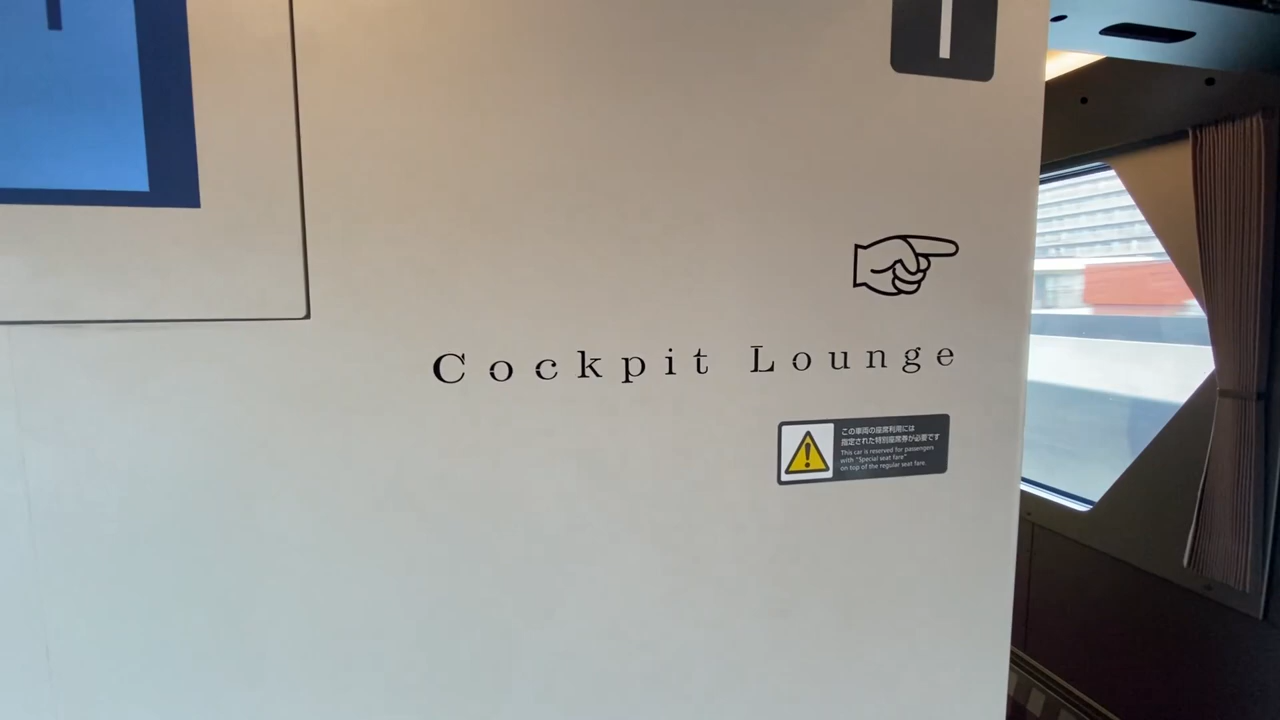 1
Cockpit Lounge
この車両の座席利用には
指定された特別座席券が必要です
This car is reserved for passengers
with "Special seat fare"
on top of the regular seat fare.